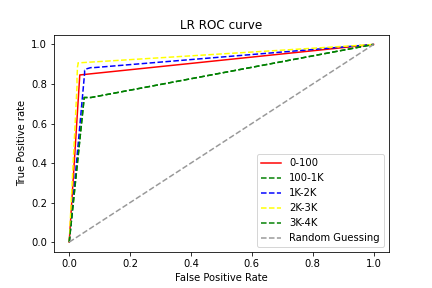 LR ROC curve
True Positive rate
1.0
0.8
0.6
0.4
0.2
0.0
0-100
100-1K
1K-2K
2K-3K
3K-4K
Random Guessing
0.0 0.2 0.4 0.6 0.8 1.0
False Positive Rate